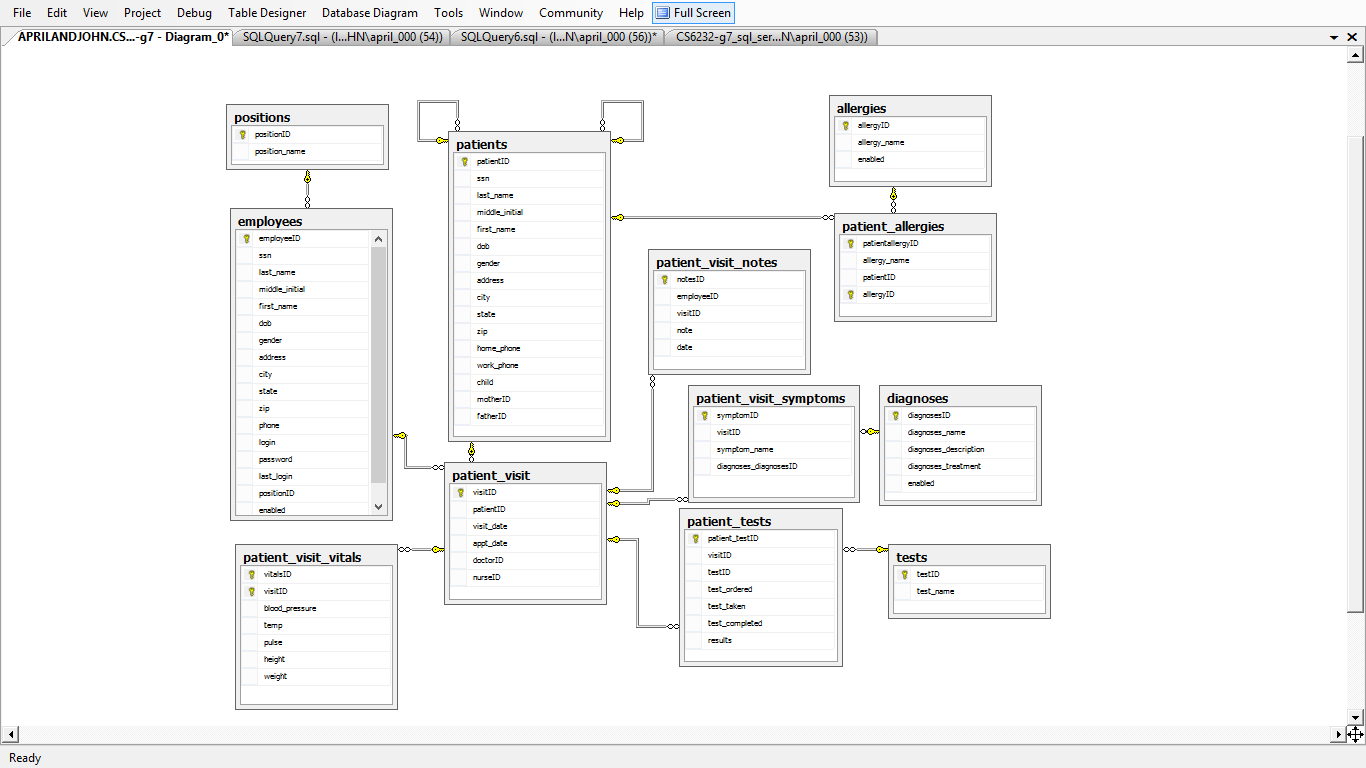 File Edit View Project Debug Table Designer Database Diagram Tools Window Community Help Full Screen
APRILANDJOHN.CS...-g7 - Diagram_0* SQLQuery7.sql - (l...HN\april_000 (54)) SQLQuery6.sql - (l...N\april_000 (56))* CS6232-g7_sql_ser...N\april_000 (53))
positions
positionID
position_name
employees
employeeID
ssn
last_name
middle_initial
first_name
dob
gender
address
city
state
zip
phone
login
password
last_login
positionID
enabled
patient_visit_vitals
vitalsID
visitID
blood_pressure
temp
pulse
height
weight
patients
patientID
ssn
last_name
middle_initial
first_name
dob
gender
address
city
state
zip
home_phone
work_phone
child
motherID
fatherID
patient_visit
visitID
patientID
visit_date
appt_date
doctorID
nurseID
patient_visit_notes
notesID
employeeID
visitID
note
date
patient_visit_symptoms
symptomID
visitID
symptom_name
diagnoses_diagnosesID
patient_tests
patient_testID
visitID
testID
test_ordered
test_taken
test_completed
results
allergies
allergyID
allergy_name
enabled
patient_allergies
patientallergyID
allergy_name
patientID
allergyID
diagnoses
diagnosesID
diagnoses_name
diagnoses_description
diagnoses_treatment
enabled
tests
testID
test_name
Ready